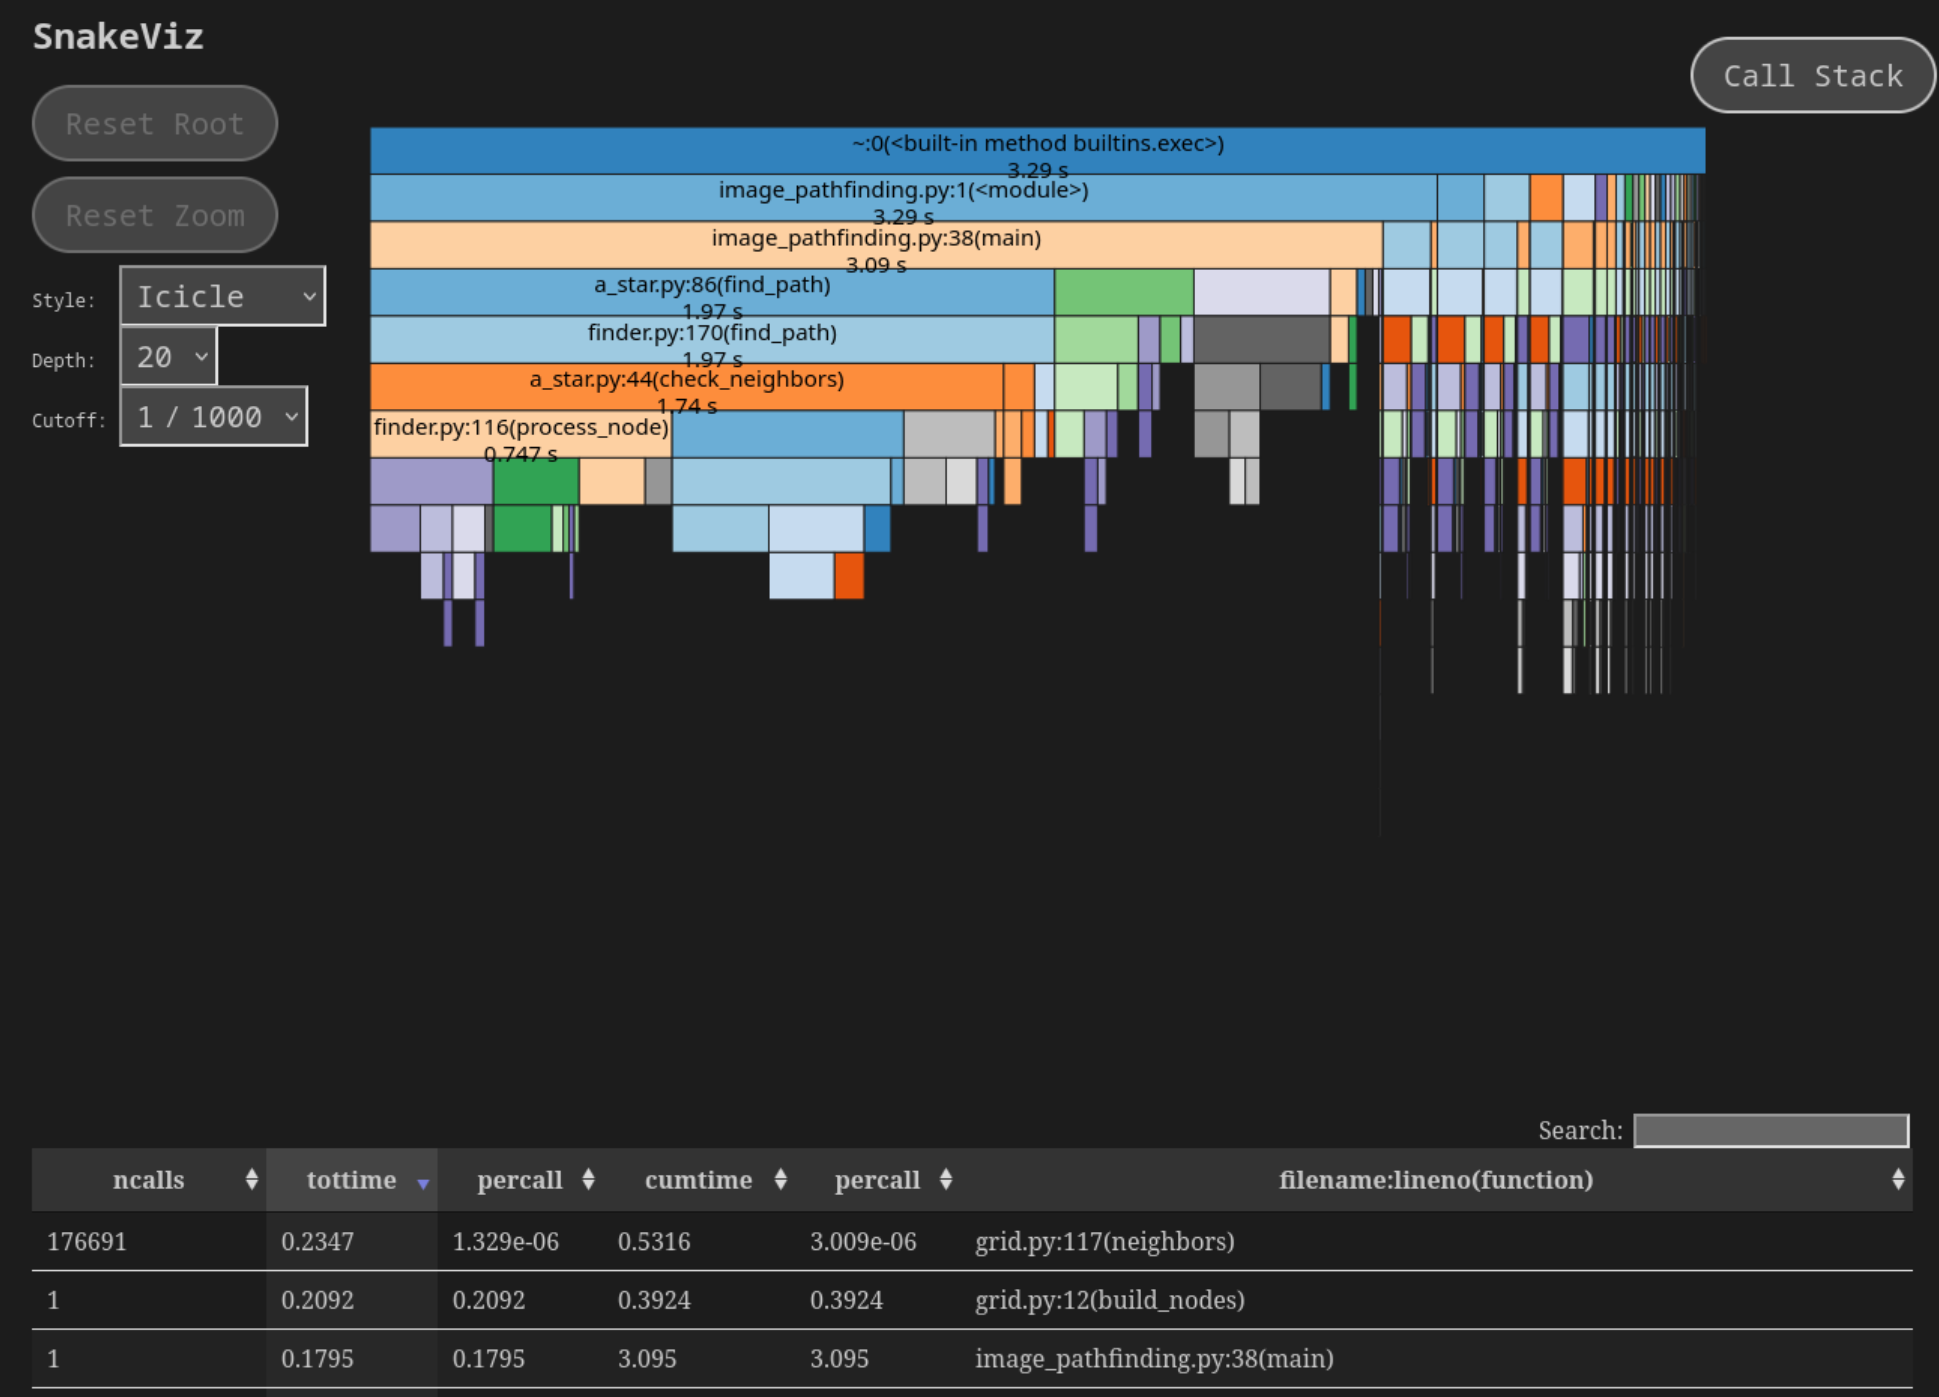 SnakeViz
Call Stack
Reset Root
Reset Zoom
Style: Icicle
Depth: 20
Cutoff: 1 / 1000
~:0(<built-in method builtins.exec>)
3.29 s
image_pathfinding.py:1(<module>)
3.29 s
image_pathfinding.py:38(main)
3.09 s
a_star.py:86(find_path)
1.97 s
finder.py:170(find_path)
1.97 s
a_star.py:44(check_neighbors)
1.74 s
finder.py:116(process_node)
0.747 s
Search:
ncalls tottime percall cumtime percall filename:lineno(function)
176691 0.2347 1.329e-06 0.5316 3.009e-06 grid.py:117(neighbors)
1 0.2092 0.2092 0.3924 0.3924 grid.py:12(build_nodes)
1 0.1795 0.1795 3.095 3.095 image_pathfinding.py:38(main)